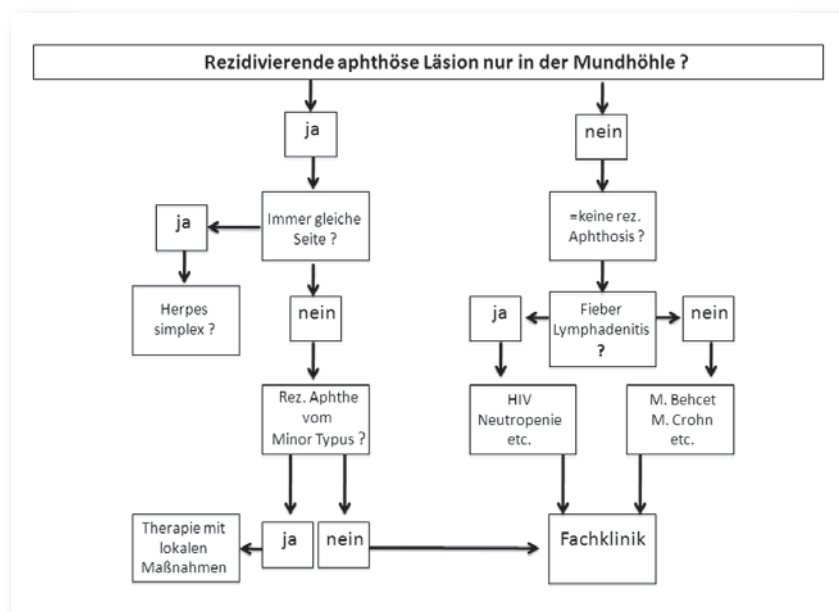 Rezidivierende aphthöse Läsion nur in der Mundhöhle ?
ja
nein
ja
Immer gleiche
Seite ?
=keine rez.
Aphthosis ?
Herpes
simplex ?
nein
ja
Fieber
Lymphadenitis
?
nein
Rez. Aphthe
vom
Minor Typus ?
HIV
Neutropenie
etc.
M. Behcet
M. Crohn
etc.
Therapie mit
lokalen
Maßnahmen
ja
nein
Fachklinik